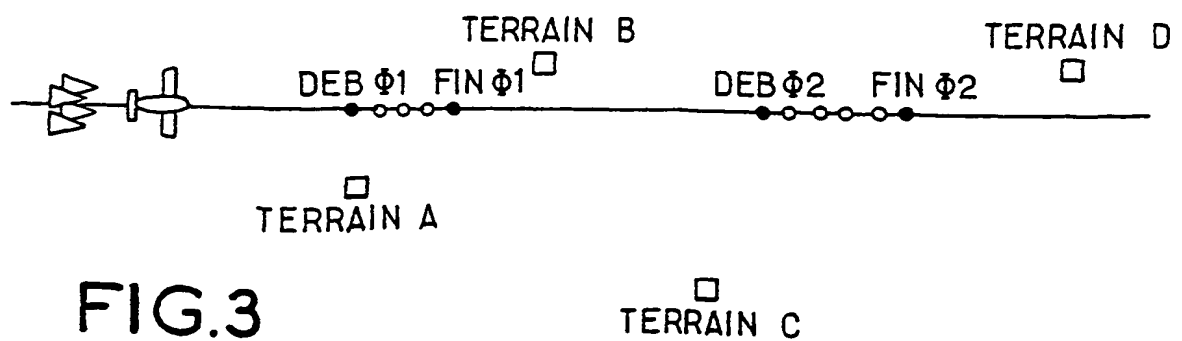 TERRAIN B
TERRAIN D
DEB Φ1 FIN Φ1
DEB Φ2 FIN Φ2
TERRAIN A
TERRAIN C
FIG.3